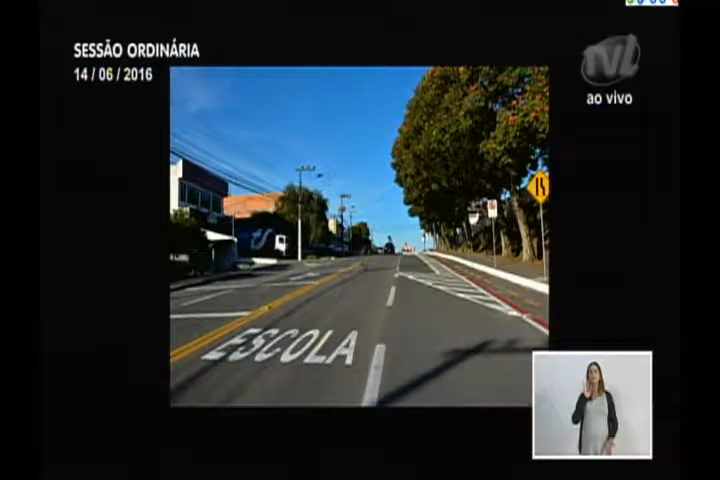 SESSÃO ORDINÁRIA
14 / 06 / 2016
TVL
ao vivo
ESCOLA